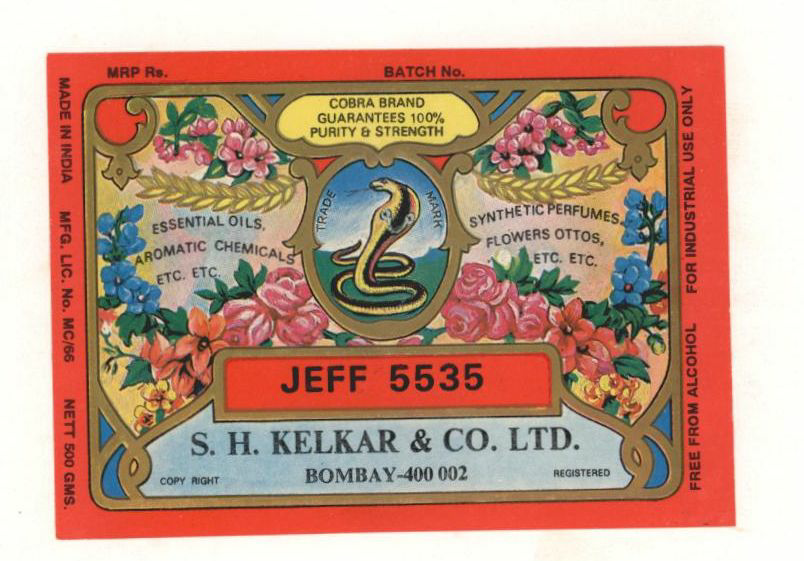 MRP Rs.
BATCH No.
COBRA BRAND
GUARANTEES 100%
PURITY & STRENGTH
TRADE MARK
ESSENTIAL OILS,
AROMATIC CHEMICALS
ETC. ETC.
SYNTHETIC PERFUMES,
FLOWERS OTTOS,
ETC. ETC.
JEFF 5535
S. H. KELKAR & CO. LTD.
BOMBAY-400 002
COPY RIGHT
REGISTERED
MADE IN INDIA MFG. LIC. No. MC/66 NETT 500 GMS.
FREE FROM ALCOHOL FOR INDUSTRIAL USE ONLY